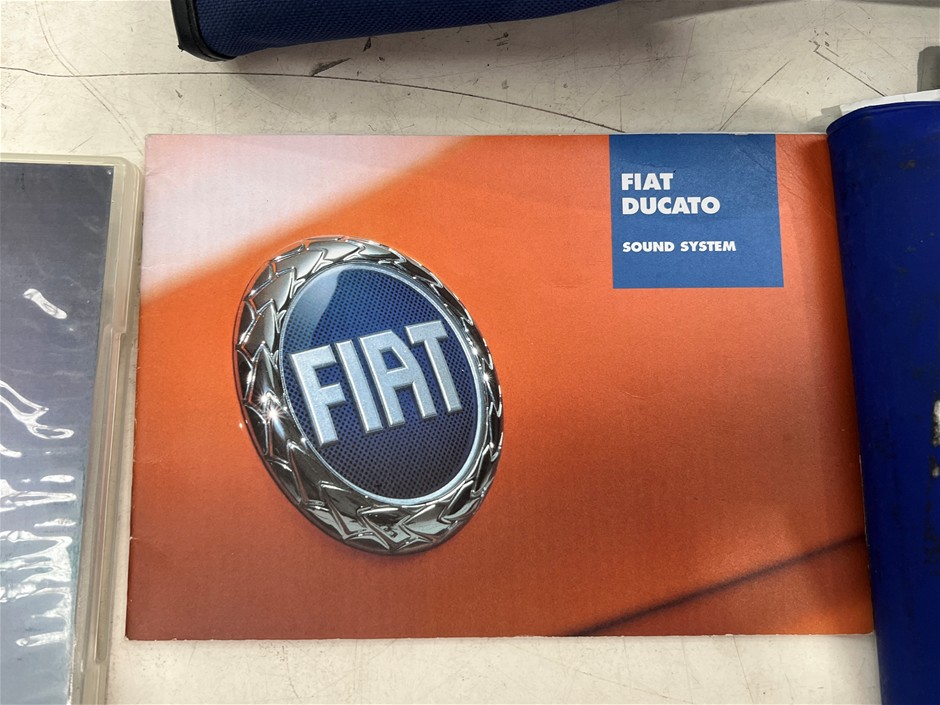 FIAT
DUCATO
SOUND SYSTEM
FIAT